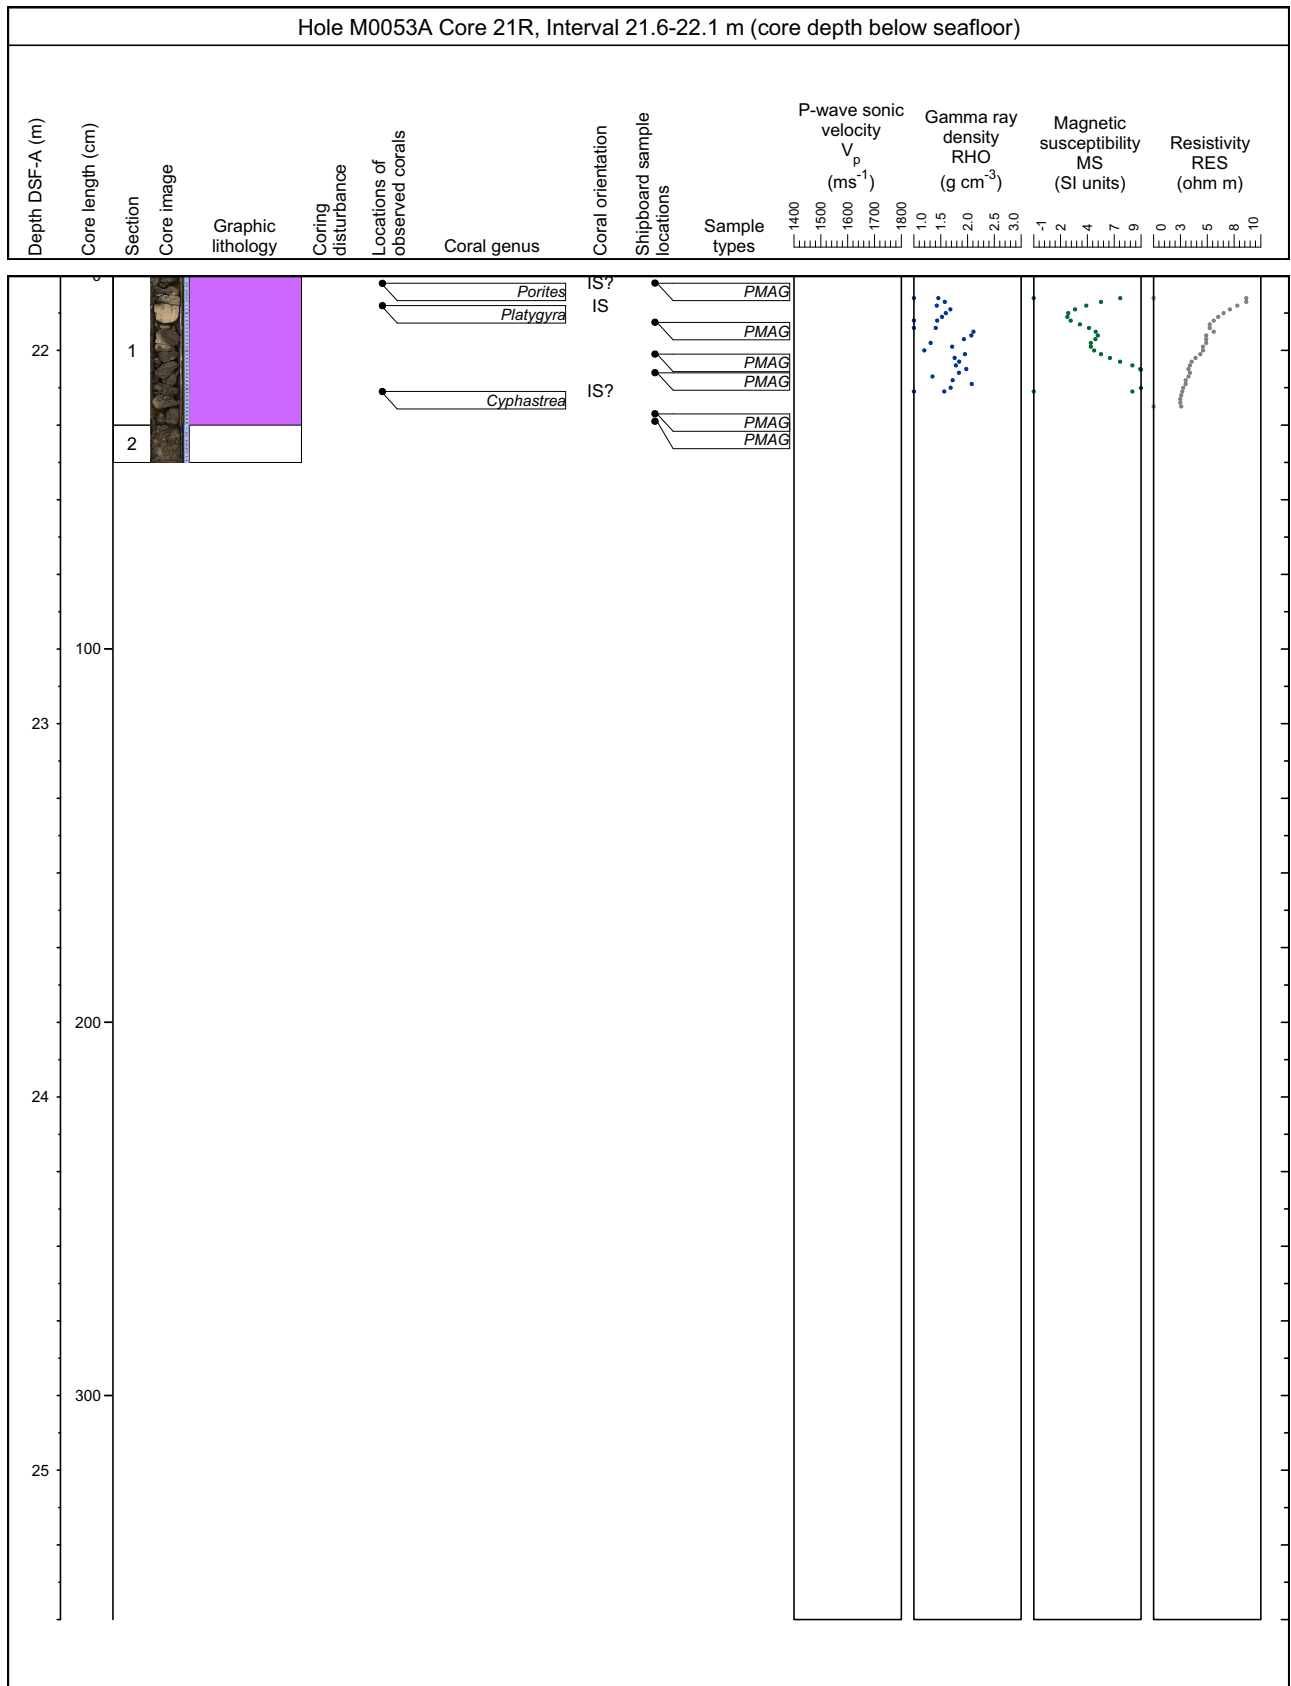 Hole M0053A Core 21R, Interval 21.6-22.1 m (core depth below seafloor)
Depth DSF-A (m)
Core length (cm)
Section
Core image
Graphic
lithology
Coring
disturbance
Locations of
observed corals
Coral genus
Coral orientation
Shipboard sample
locations
Sample
types
P-wave sonic
velocity
Vp
(ms-1)
1400 1500 1600 1700 1800
Gamma ray
density
RHO
(g cm-3)
1.0 1.5 2.0 2.5 3.0
Magnetic
susceptibility
MS
(SI units)
-1 2 4 7 9
Resistivity
RES
(ohm m)
0 3 5 8 10
0
IS?
Porites
PMAG
IS
Platygyra
PMAG
22
1
PMAG
PMAG
IS?
Cyphastrea
PMAG
2
PMAG
100
23
200
24
300
25